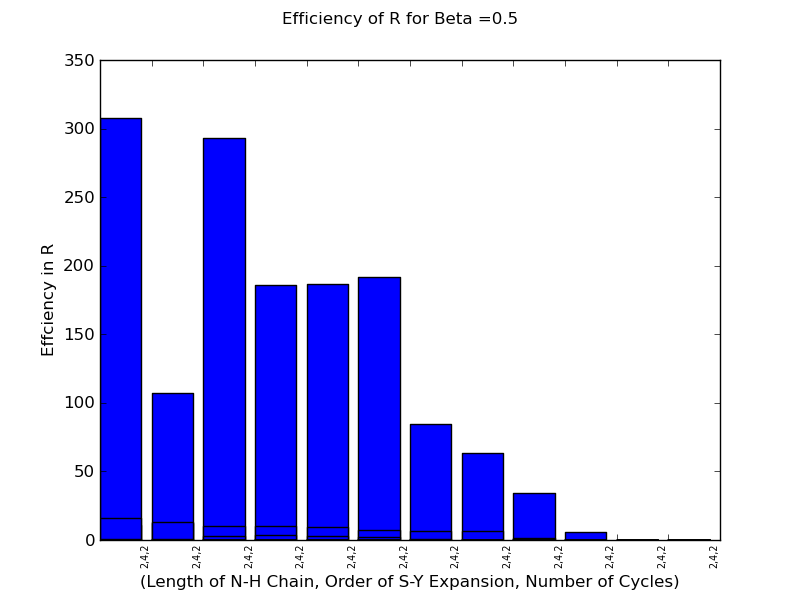 Efficiency of R for Beta =0.5
350
300
250
200
150
100
50
0
Effciency in R
2,4,2 2,4,2 2,4,2 2,4,2 2,4,2 2,4,2 2,4,2 2,4,2 2,4,2 2,4,2 2,4,2 2,4,2
(Length of N-H Chain, Order of S-Y Expansion, Number of Cycles)